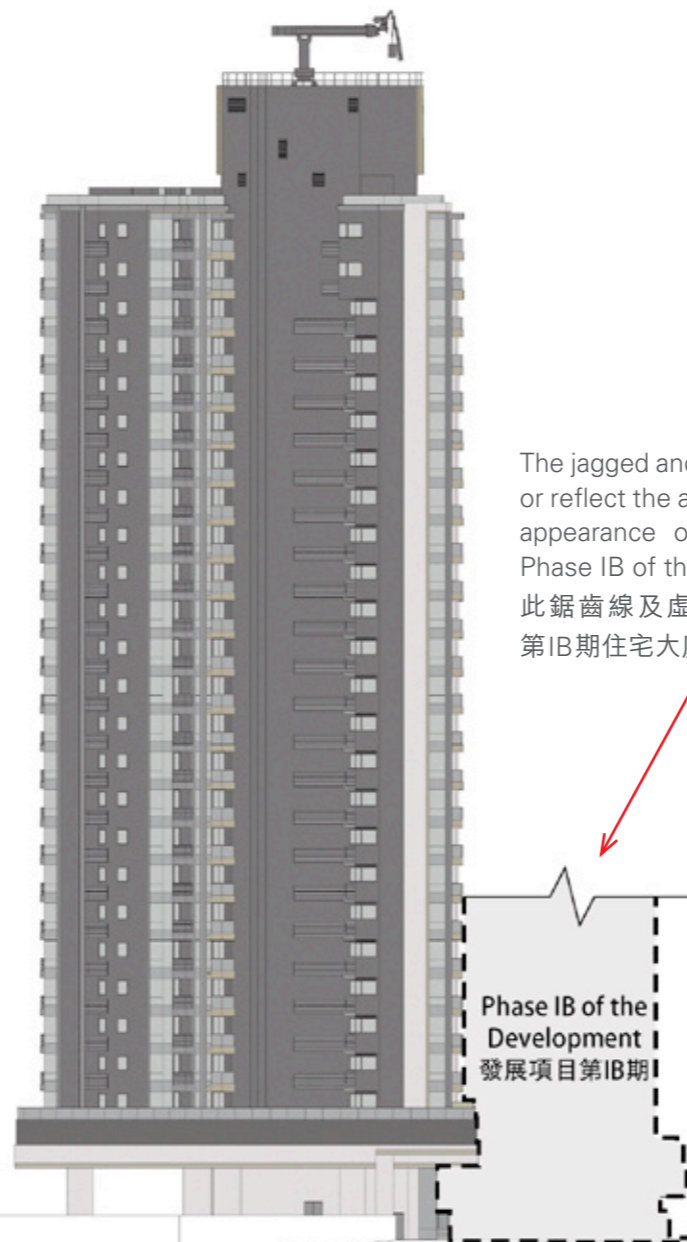 The jagged and
or reflect the a
appearance o
Phase IB of th
此鋸齒線及虛
第IB期住宅大
Phase IB of the
Development
發展項目第IB期